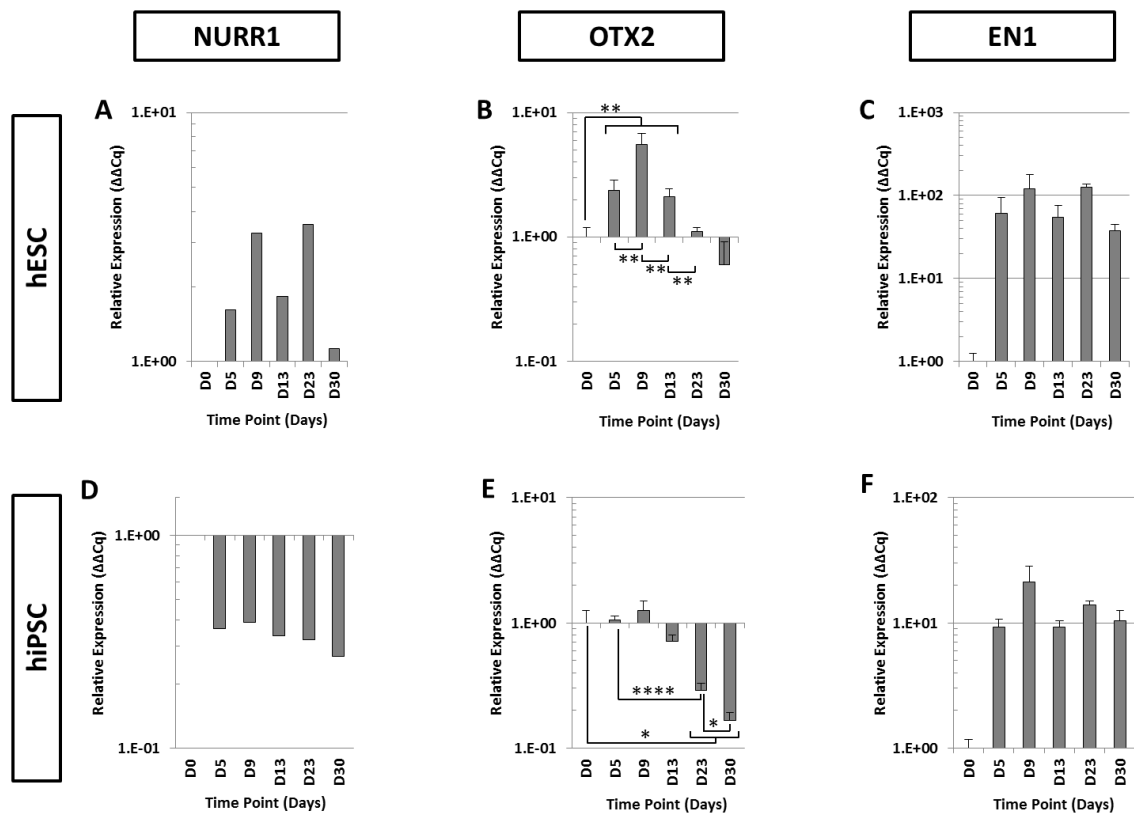 NURR1
OTX2
EN1
hESC
A
1.E+01
1.E+00
Relative Expression (ΔΔCq)
D0 D5 D9 D13 D23 D30
Time Point (Days)
B
1.E+01
1.E+00
1.E-01
Relative Expression (ΔΔCq)
**
** ** **
D0 D5 D9 D13 D23 D30
Time Point (Days)
C
1.E+03
1.E+02
1.E+01
1.E+00
Relative Expression (ΔΔCq)
D0 D5 D9 D13 D23 D30
Time Point (Days)
hiPSC
D
1.E+00
1.E-01
Relative Expression (ΔΔCq)
D0 D5 D9 D13 D23 D30
Time Point (Days)
E
1.E+01
1.E+00
1.E-01
Relative Expression (ΔΔCq)
****
*
*
D0 D5 D9 D13 D23 D30
Time Point (Days)
F
1.E+02
1.E+01
1.E+00
Relative Expression (ΔΔCq)
D0 D5 D9 D13 D23 D30
Time Point (Days)